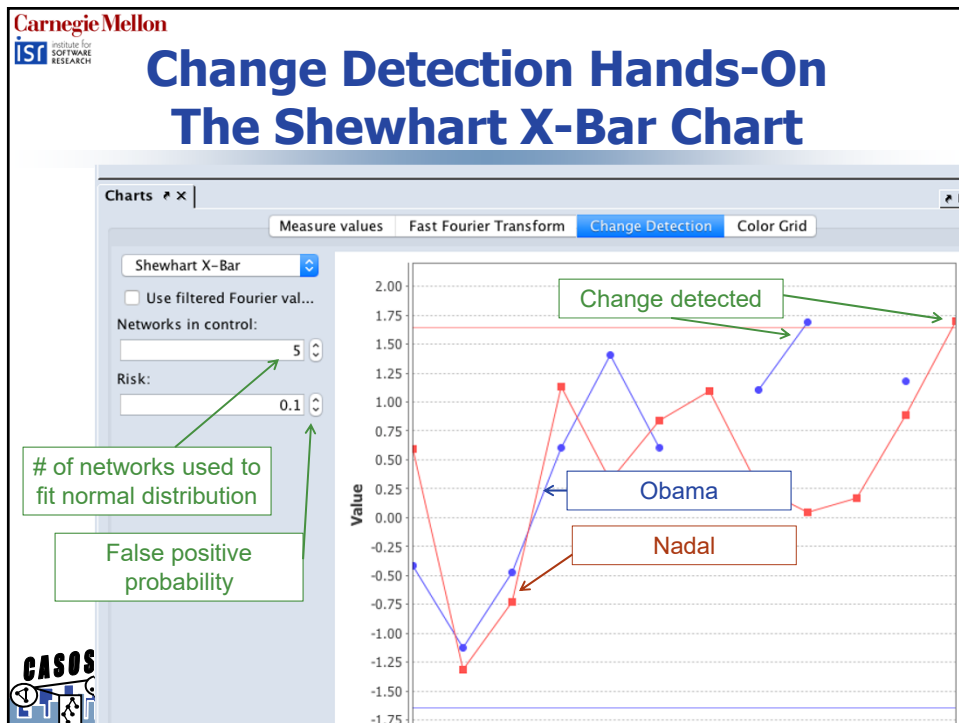 Carnegie Mellon
isr institute for
SOFTWARE
RESEARCH
Change Detection Hands-On
The Shewhart X-Bar Chart
Charts
Measure values Fast Fourier Transform Change Detection Color Grid
Shewhart X-Bar
Use filtered Fourier val...
Networks in control:
5
Risk:
0.1
# of networks used to
fit normal distribution
False positive
probability
Change detected
Obama
Nadal
Value
2.00
1.75
1.50
1.25
1.00
0.75
0.50
0.25
0.00
-0.25
-0.50
-0.75
-1.00
-1.25
-1.50
-1.75
CASOS